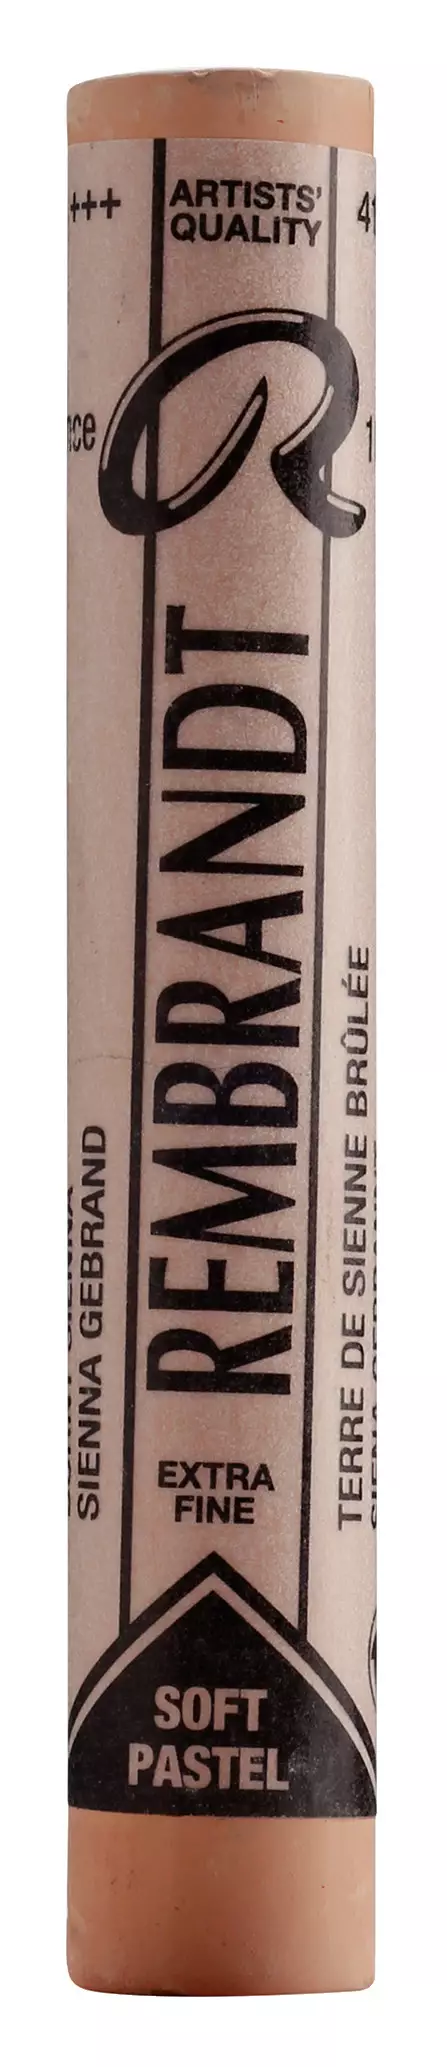 +++
ARTISTS'
QUALITY
41
REMBRANDT
SIENNA GEBRAND
TERRE DE SIENNE BRÛLÉE
EXTRA
FINE
SOFT
PASTEL